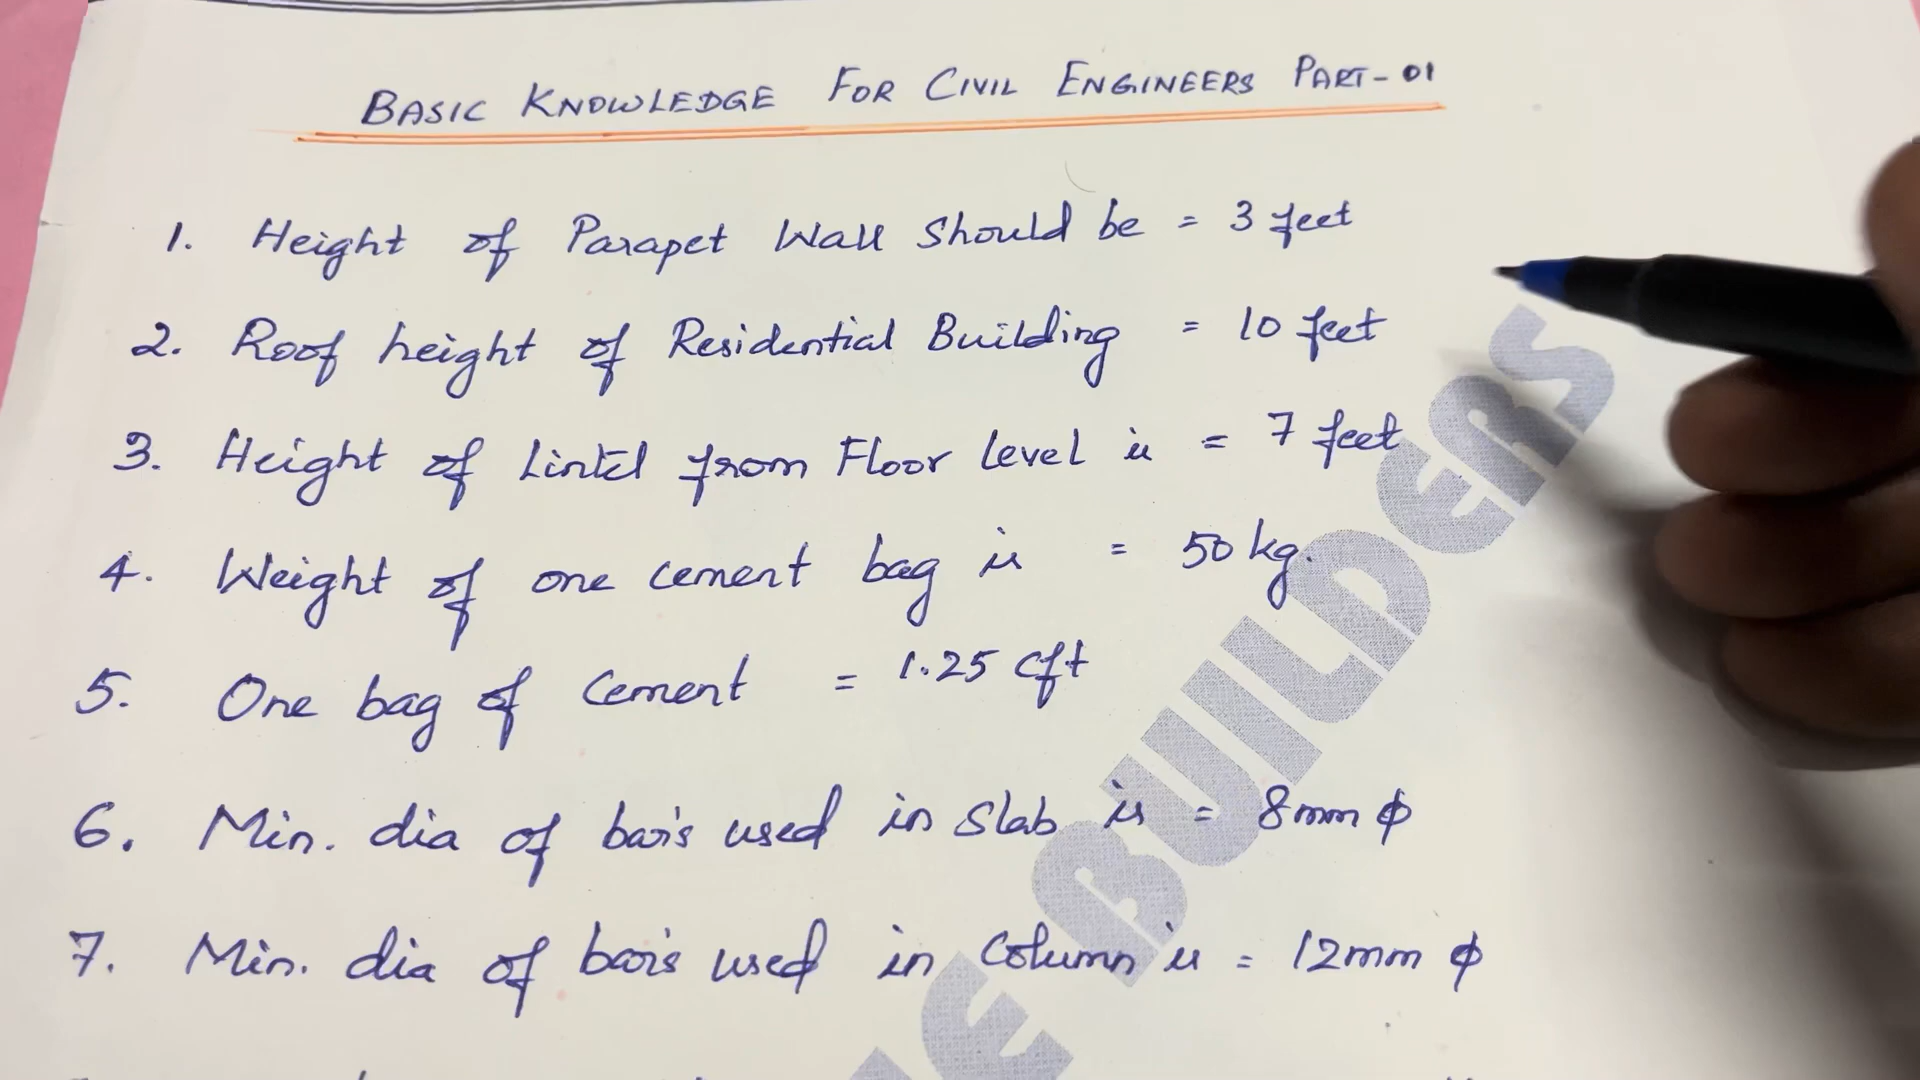 BASIC KNOWLEDGE FOR CIVIL ENGINEERS PART-01
1. Height of Parapet Wall Should be = 3 feet
2. Roof height of Residential Building = 10 feet
3. Height of Lintel from Floor level is = 7 feet
4. Weight of one cement bag is = 50 kg.
5. One bag of Cement = 1.25 cft
6. Min. dia of bar's used in Slab is = 8mm ϕ
7. Min. dia of bar's used in Column is = 12mm ϕ
E BUILDERS